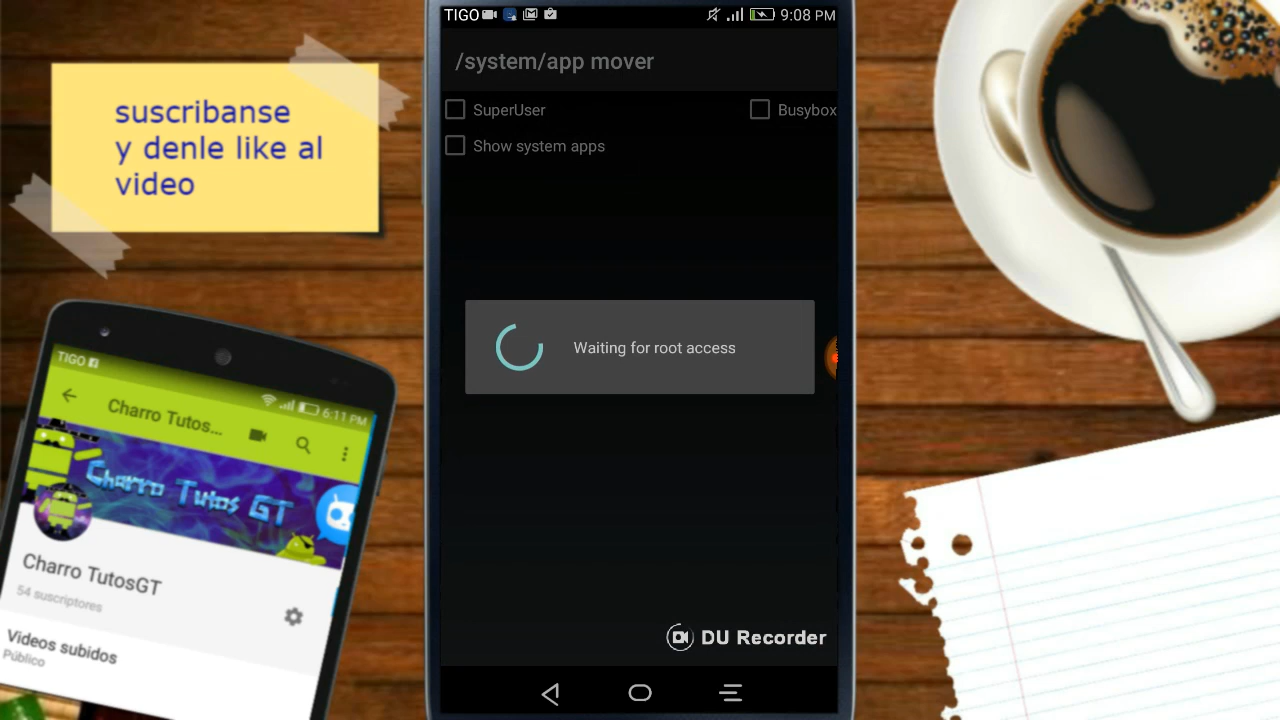 suscribanse
y denle like al
video
TIGO
6:11 PM
Charro Tutos...
Charro Tutos GT
Charro TutosGT
54 suscriptores
Videos subidos
Público
TIGO
9:08 PM
/system/app mover
SuperUser
Busybox
Show system apps
Waiting for root access
DU Recorder